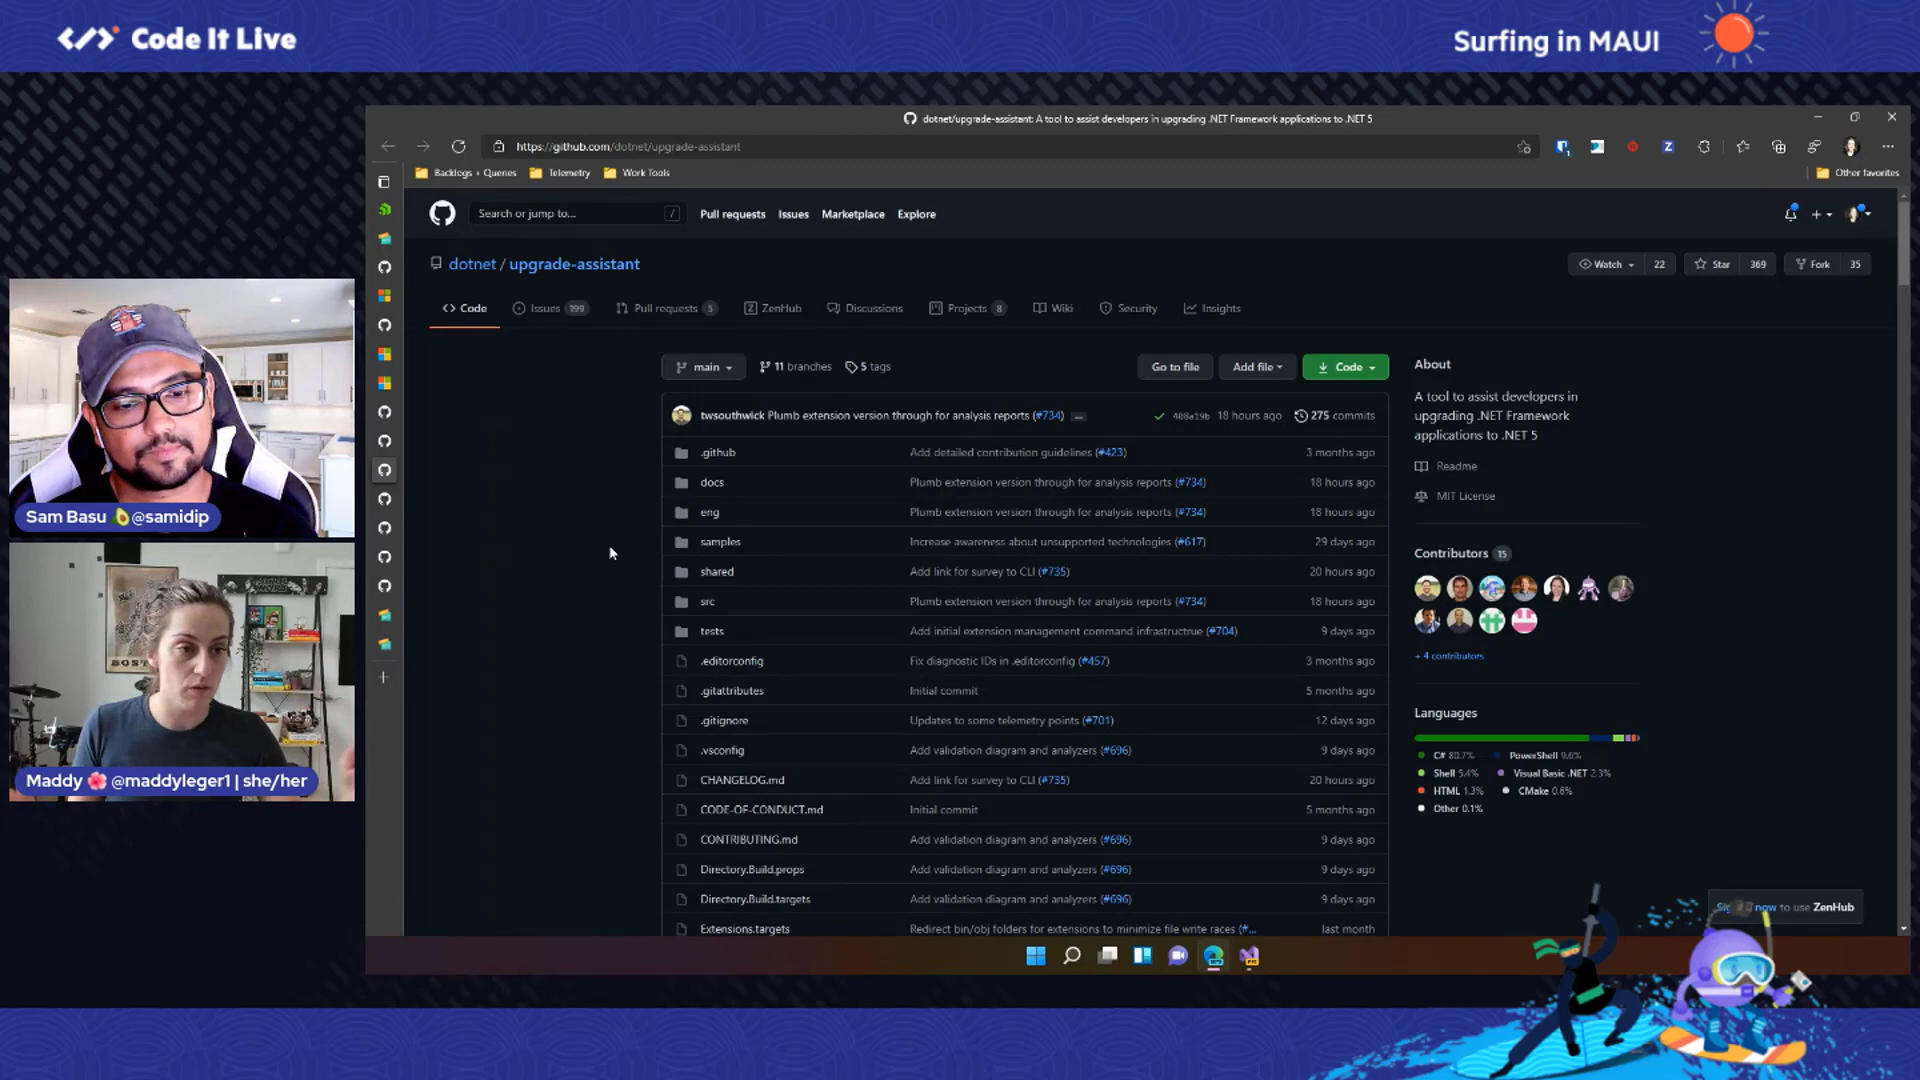 Code It Live
Surfing in MAUI
dotnet/upgrade-assistant: A tool to assist developers in upgrading .NET Framework applications to .NET 5
https://github.com/dotnet/upgrade-assistant
Backlogs + Queries
Telemetry
Work Tools
Other favorites
Search or jump to...
/
Pull requests
Issues
Marketplace
Explore
dotnet / upgrade-assistant
Watch 22
Star 369
Fork 35
Code
Issues 199
Pull requests 5
ZenHub
Discussions
Projects 8
Wiki
Security
Insights
main
11 branches
5 tags
Go to file
Add file
Code
twsouthwick Plumb extension version through for analysis reports (#734) ...
408a19b 18 hours ago
275 commits
.github Add detailed contribution guidelines (#423) 3 months ago
docs Plumb extension version through for analysis reports (#734) 18 hours ago
eng Plumb extension version through for analysis reports (#734) 18 hours ago
samples Increase awareness about unsupported technologies (#617) 29 days ago
shared Add link for survey to CLI (#735) 20 hours ago
src Plumb extension version through for analysis reports (#734) 18 hours ago
tests Add initial extension management command infrastructrue (#704) 9 days ago
.editorconfig Fix diagnostic IDs in .editorconfig (#457) 3 months ago
.gitattributes Initial commit 5 months ago
.gitignore Updates to some telemetry points (#701) 12 days ago
.vsconfig Add validation diagram and analyzers (#696) 9 days ago
CHANGELOG.md Add link for survey to CLI (#735) 20 hours ago
CODE-OF-CONDUCT.md Initial commit 5 months ago
CONTRIBUTING.md Add validation diagram and analyzers (#696) 9 days ago
Directory.Build.props Add validation diagram and analyzers (#696) 9 days ago
Directory.Build.targets Add validation diagram and analyzers (#696) 9 days ago
Extensions.targets Redirect bin/obj folders for extensions to minimize file write races (#... last month
About
A tool to assist developers in
upgrading .NET Framework
applications to .NET 5
Readme
MIT License
Contributors 15
+ 4 contributors
Languages
C# 80.7% PowerShell 9.6%
Shell 5.4% Visual Basic .NET 2.3%
HTML 1.3% CMake 0.6%
Other 0.1%
now to use ZenHub
Sam Basu 🥑@samidip
BOST
Maddy 🌺 @maddyleger1 | she/her